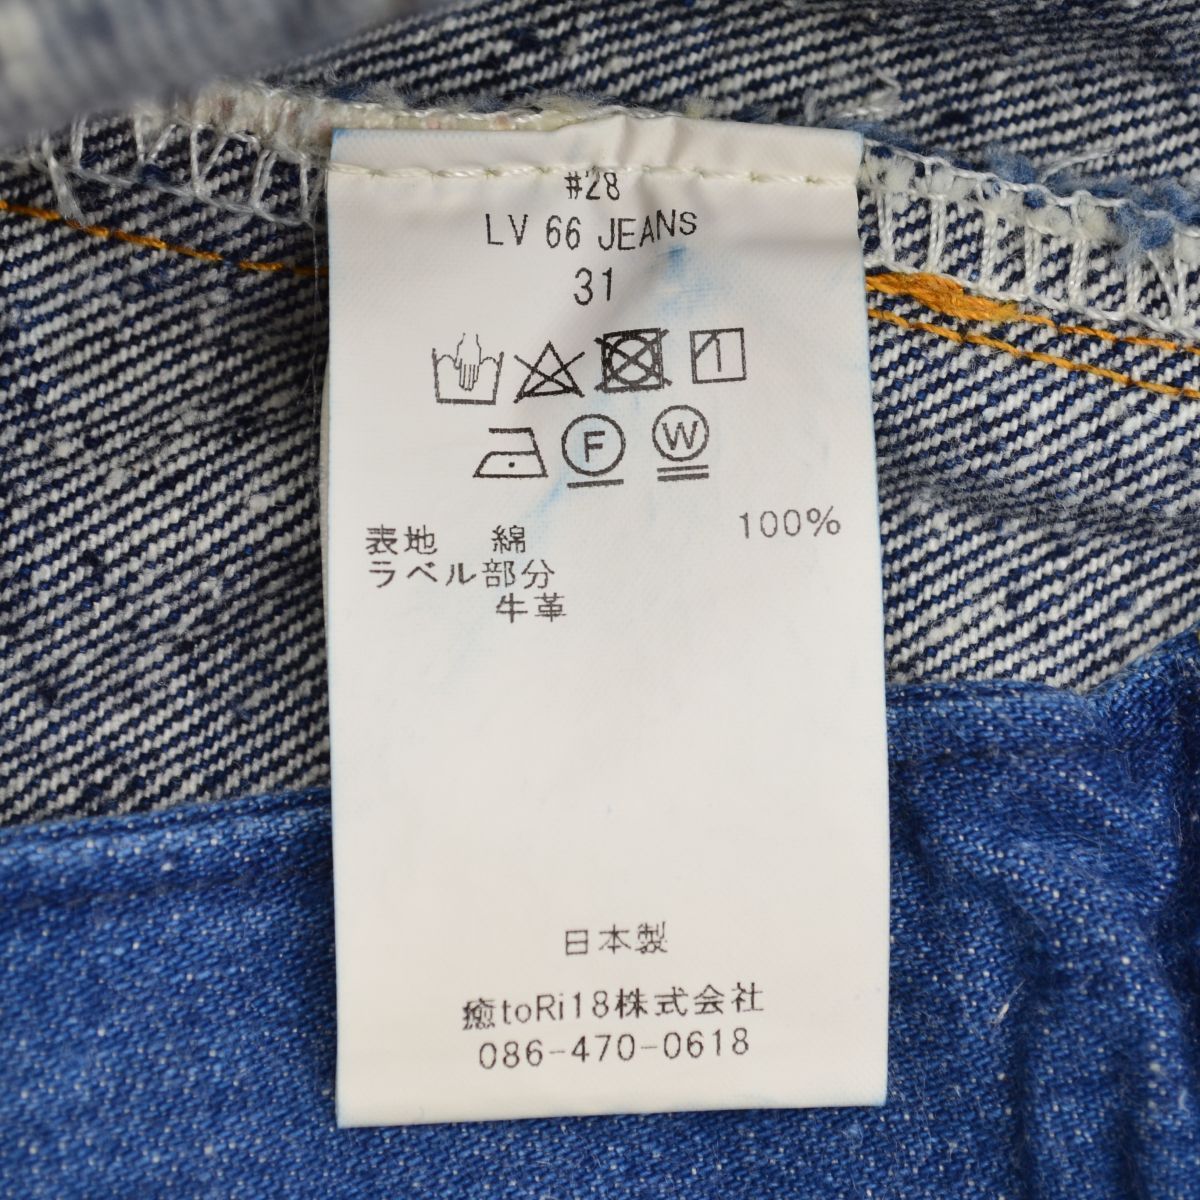 #28
LV 66 JEANS
31
F W
表地 綿 100%
ラベル部分
牛革
日本製
癒toRi18株式会社
086-470-0618